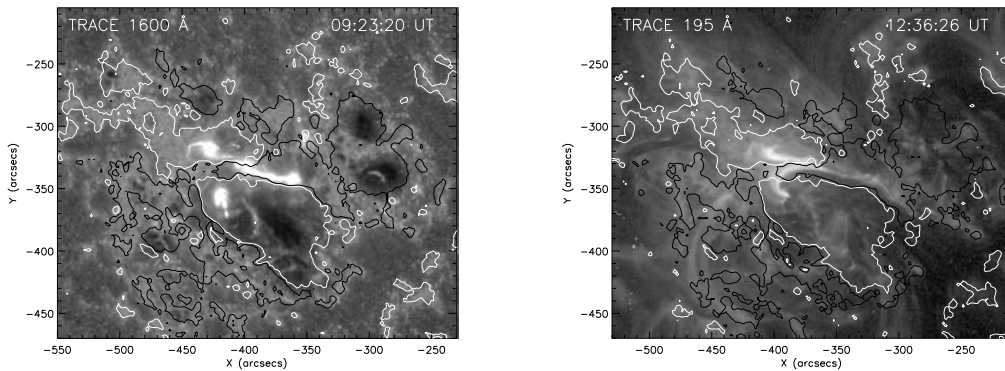 TRACE 1600 Å 09:23:20 UT
-250
-300
-350
-400
-450
Y (arcsecs)
-550 -500 -450 -400 -350 -300 -250
X (arcsecs)
TRACE 195 Å 12:36:26 UT
-250
-300
-350
-400
-450
Y (arcsecs)
-500 -450 -400 -350 -300 -250
X (arcsecs)